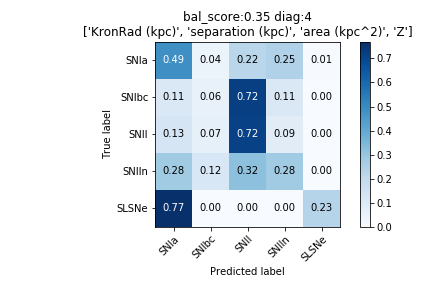 bal_score:0.35 diag:4
['KronRad (kpc)', 'separation (kpc)', 'area (kpc^2)', 'Z']
True label
SNIa 0.49 0.04 0.22 0.25 0.01
SNIbc 0.11 0.06 0.72 0.11 0.00
SNII 0.13 0.07 0.72 0.09 0.00
SNIIn 0.28 0.12 0.32 0.28 0.00
SLSNe 0.77 0.00 0.00 0.00 0.23
SNIa SNIbc SNII SNIIn SLSNe
Predicted label
0.7
0.6
0.5
0.4
0.3
0.2
0.1
0.0